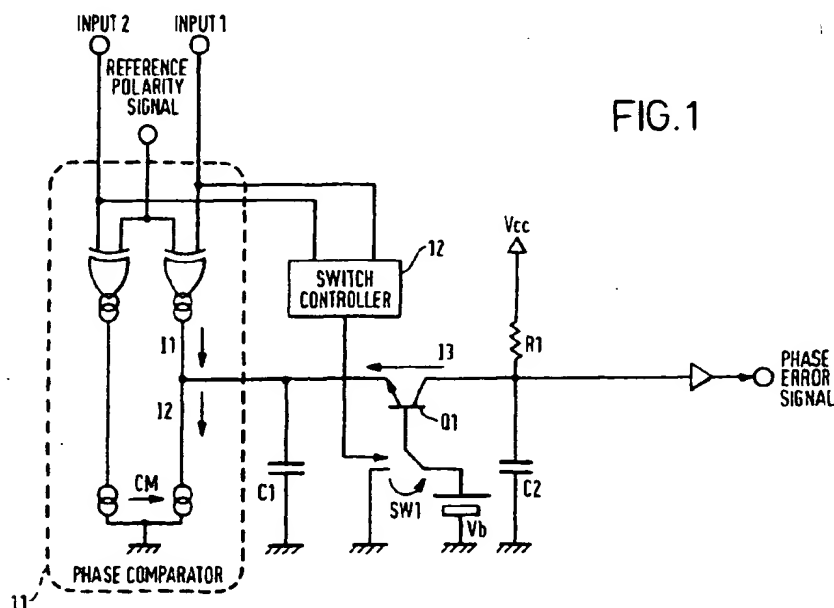 INPUT 2
INPUT 1
REFERENCE
POLARITY
SIGNAL
FIG.1
Vcc
12
SWITCH
CONTROLLER
I1
I3
R1
PHASE
ERROR
SIGNAL
I2
Q1
CM
C1
SW1
Vb
C2
PHASE COMPARATOR
11